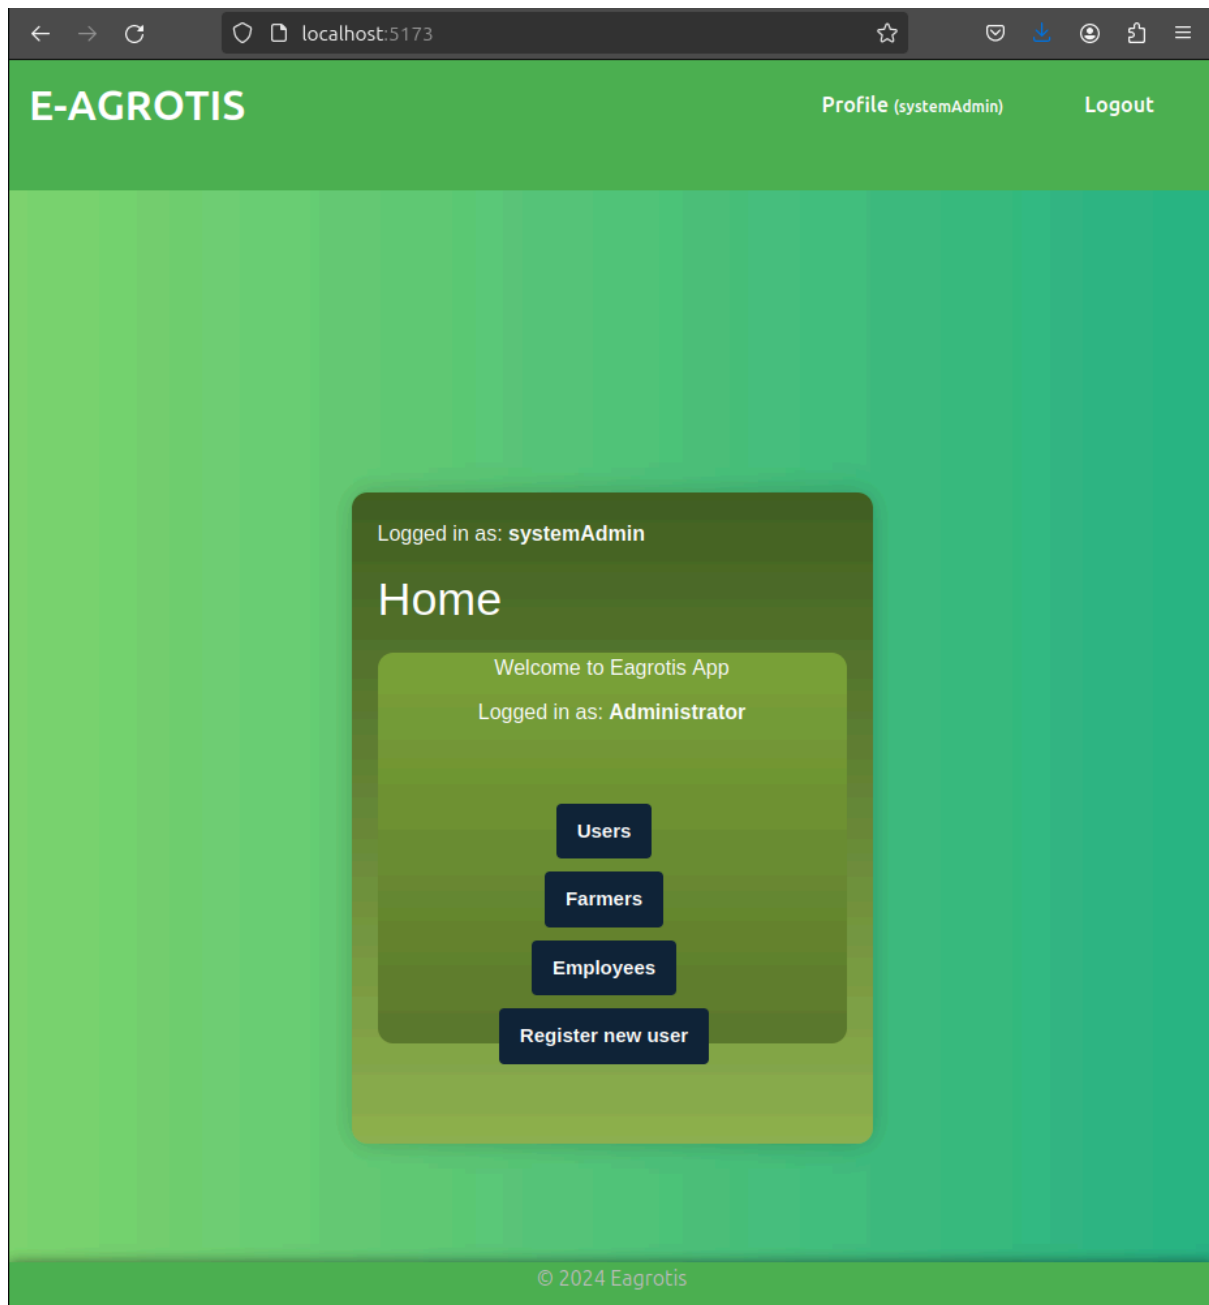 localhost:5173
E-AGROTIS
Profile (systemAdmin) Logout
Logged in as: systemAdmin
Home
Welcome to Eagrotis App
Logged in as: Administrator
Users
Farmers
Employees
Register new user
© 2024 Eagrotis